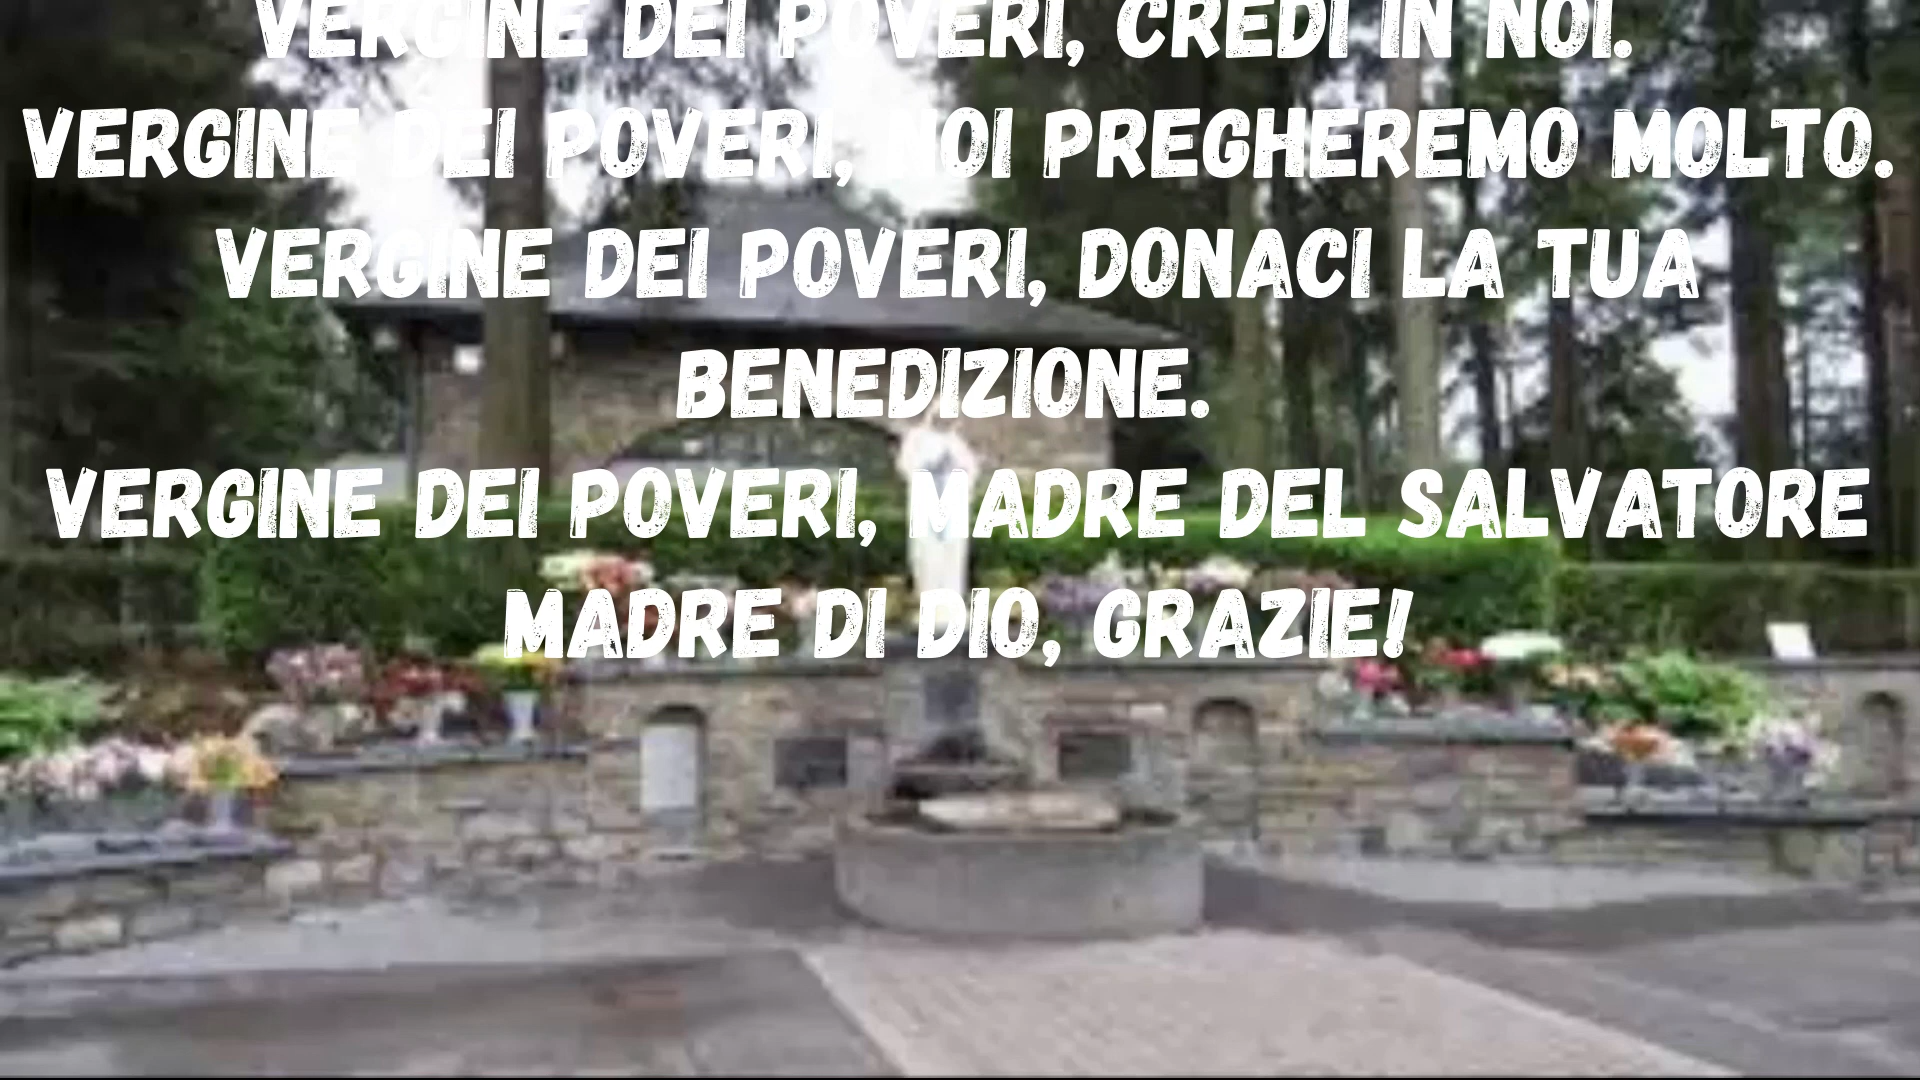 VERGINE DEI POVERI, CREDI IN NOI.
VERGINE DEI POVERI, NOI PREGHEREMO MOLTO.
VERGINE DEI POVERI, DONACI LA TUA
BENEDIZIONE.
VERGINE DEI POVERI, MADRE DEL SALVATORE
MADRE DI DIO, GRAZIE!